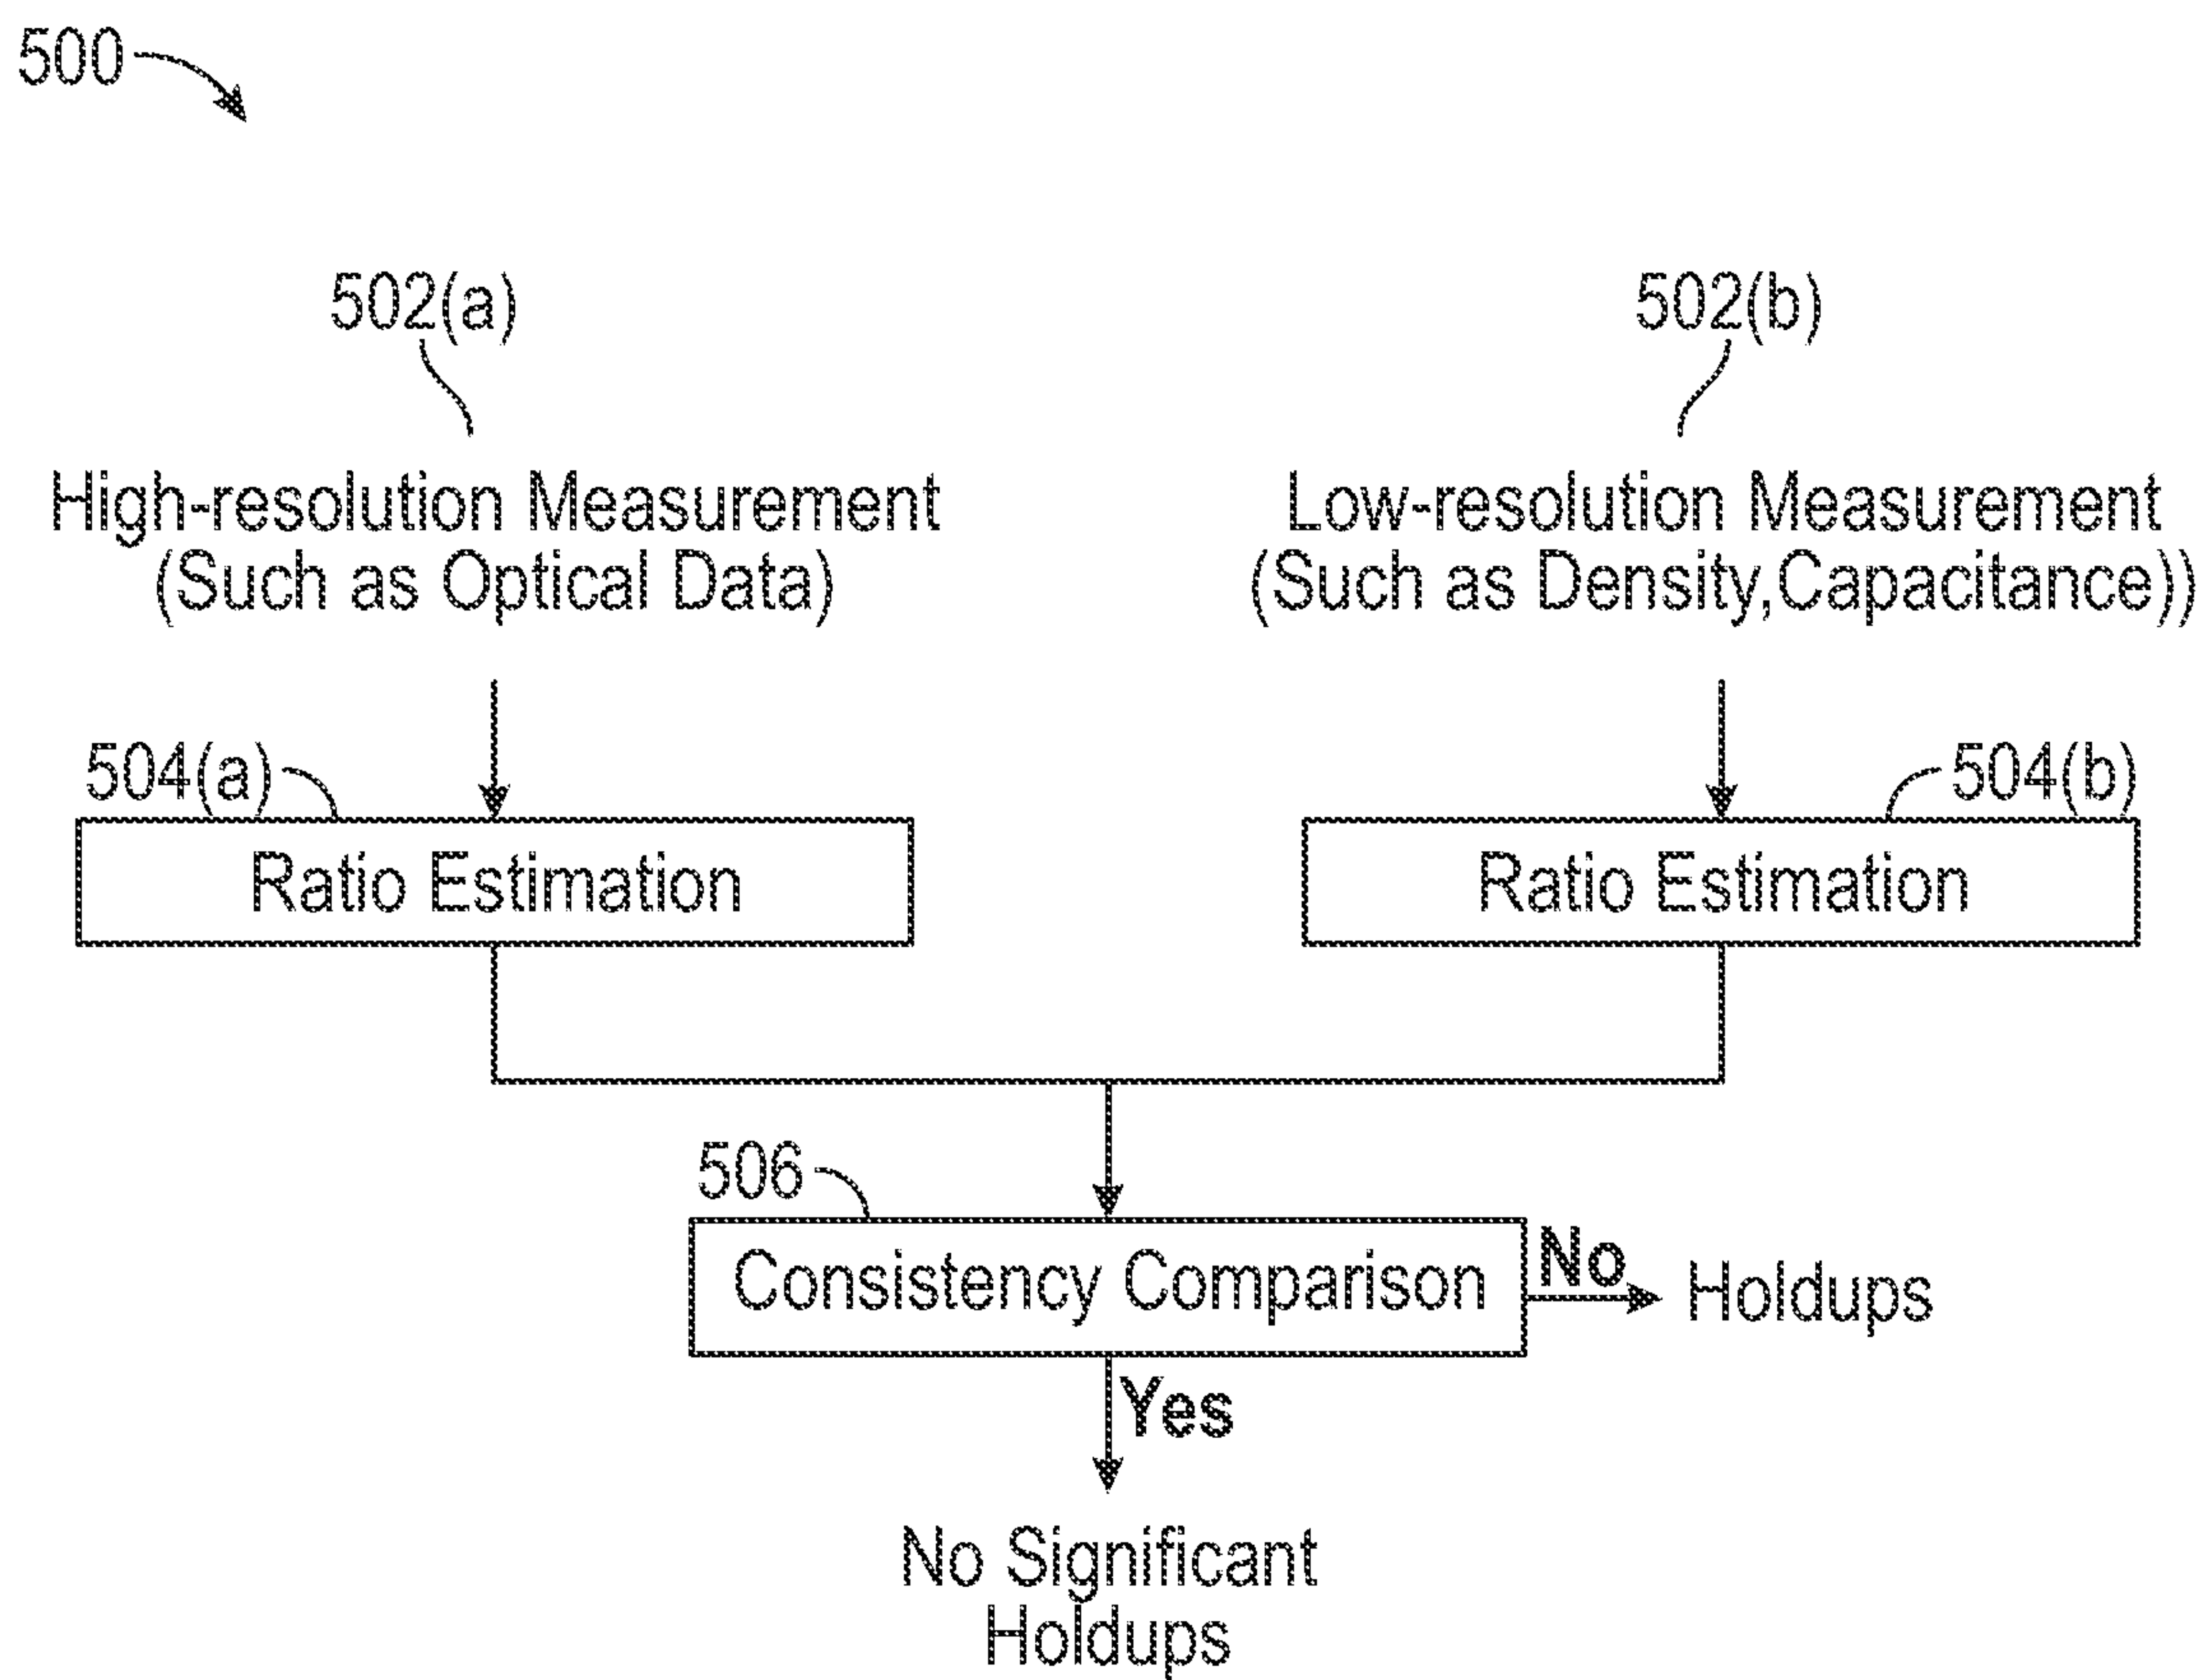 500
502(a)
502(b)
High-resolution Measurement
(Such as Optical Data)
Low-resolution Measurement
(Such as Density,Capacitance))
504(a)
504(b)
Ratio Estimation
Ratio Estimation
506
Consistency Comparison
No
Holdups
Yes
No Significant
Holdups